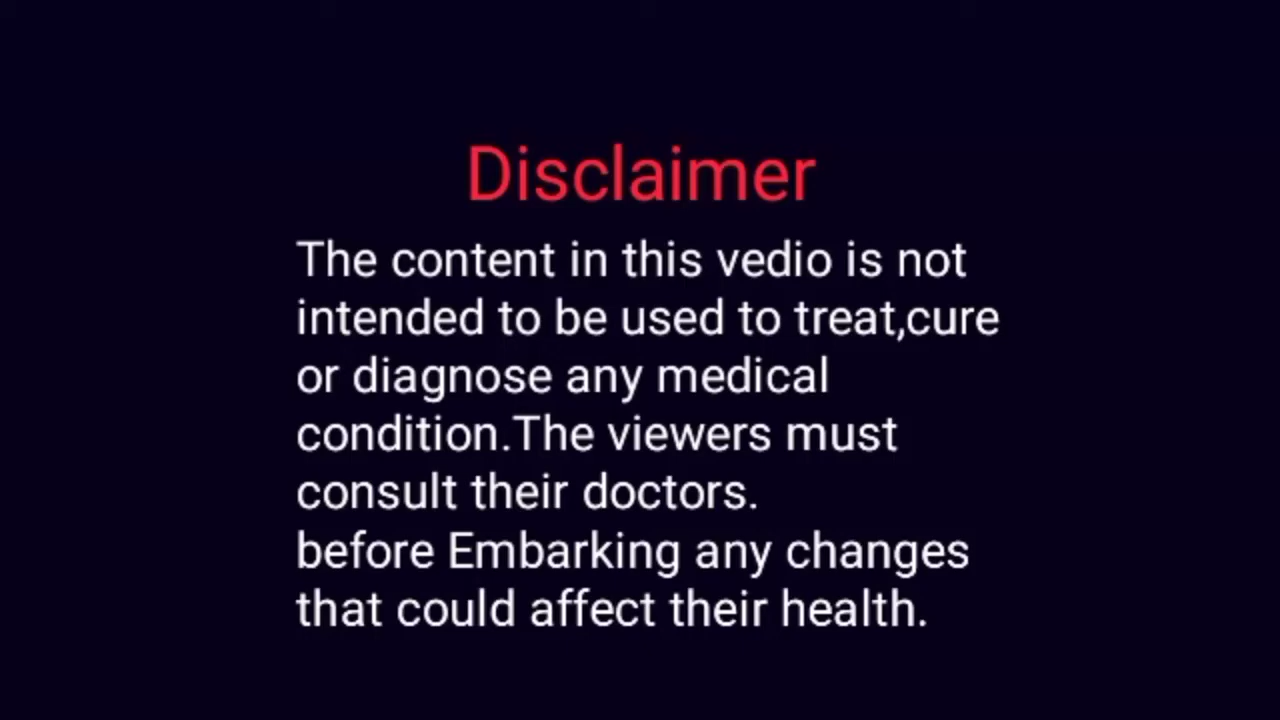 Disclaimer
The content in this vedio is not
intended to be used to treat,cure
or diagnose any medical
condition.The viewers must
consult their doctors.
before Embarking any changes
that could affect their health.